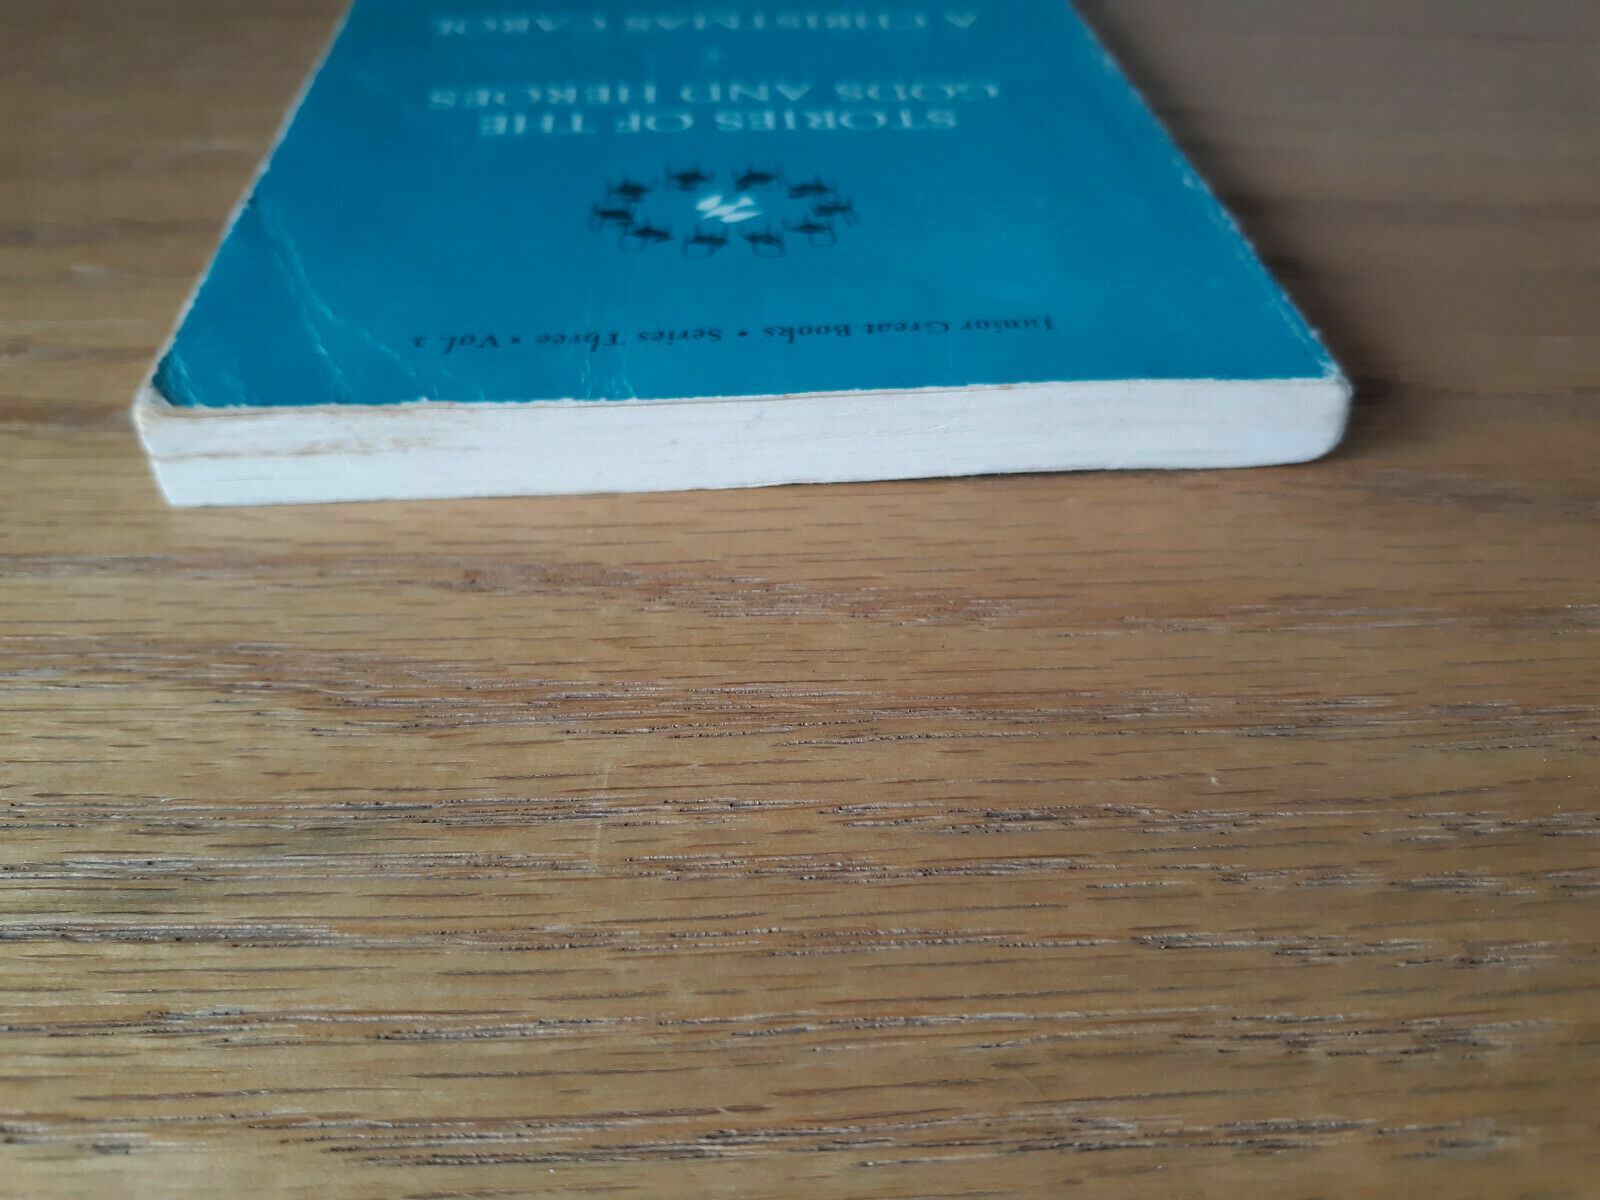 Junior Great Books • Series Three • Vol. 2
STORIES OF THE
GODS AND HEROES
A CHRISTMAS CAROL